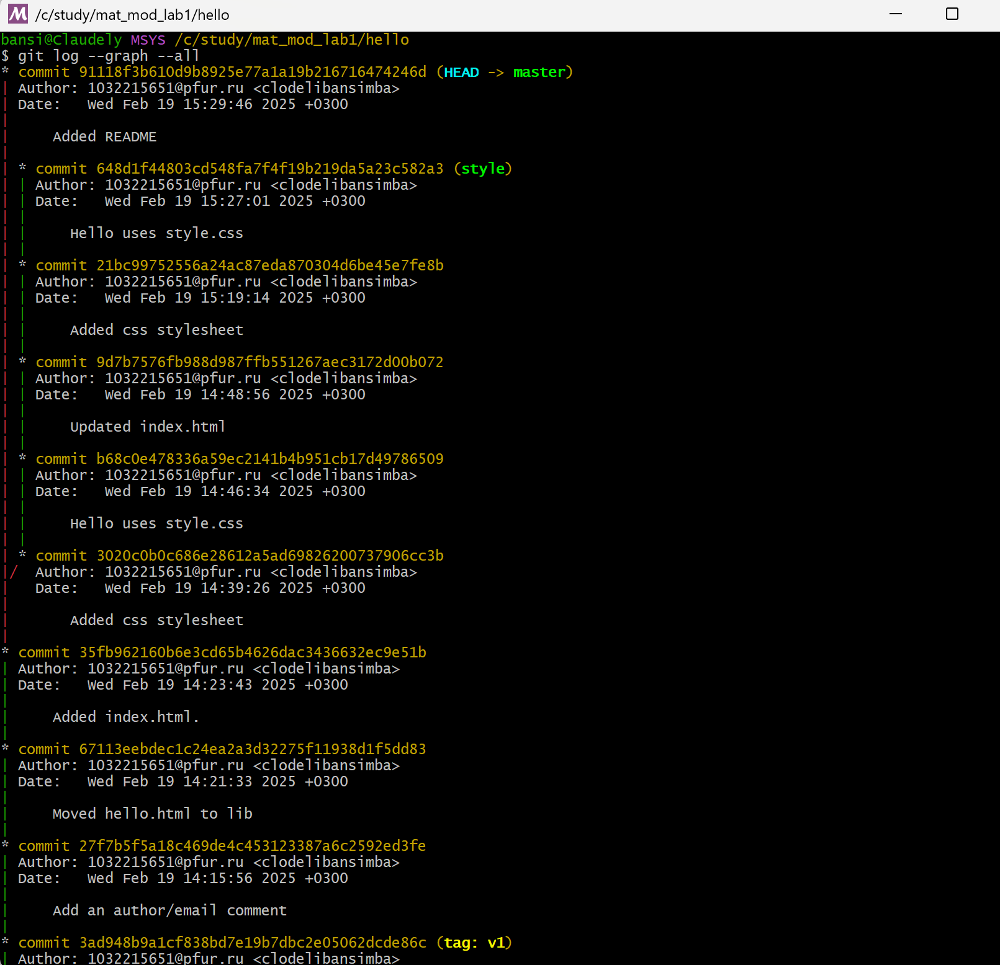 /c/study/mat_mod_lab1/hello
bansi@Claudely MSYS /c/study/mat_mod_lab1/hello
$ git log --graph --all
* commit 91118f3b610d9b8925e77a1a19b216716474246d (HEAD -> master)
| Author: 1032215651@pfur.ru <clodelibansimba>
| Date:   Wed Feb 19 15:29:46 2025 +0300
|
|     Added README
|
| * commit 648d1f44803cd548fa7f4f19b219da5a23c582a3 (style)
| | Author: 1032215651@pfur.ru <clodelibansimba>
| | Date:   Wed Feb 19 15:27:01 2025 +0300
| |
| |     Hello uses style.css
| |
| * commit 21bc99752556a24ac87eda870304d6be45e7fe8b
| | Author: 1032215651@pfur.ru <clodelibansimba>
| | Date:   Wed Feb 19 15:19:14 2025 +0300
| |
| |     Added css stylesheet
| |
| * commit 9d7b7576fb988d987ffb551267aec3172d00b072
| | Author: 1032215651@pfur.ru <clodelibansimba>
| | Date:   Wed Feb 19 14:48:56 2025 +0300
| |
| |     Updated index.html
| |
| * commit b68c0e478336a59ec2141b4b951cb17d49786509
| | Author: 1032215651@pfur.ru <clodelibansimba>
| | Date:   Wed Feb 19 14:46:34 2025 +0300
| |
| |     Hello uses style.css
| |
| * commit 3020c0b0c686e28612a5ad69826200737906cc3b
|/  Author: 1032215651@pfur.ru <clodelibansimba>
|   Date:   Wed Feb 19 14:39:26 2025 +0300
|
|       Added css stylesheet
|
* commit 35fb962160b6e3cd65b4626dac3436632ec9e51b
| Author: 1032215651@pfur.ru <clodelibansimba>
| Date:   Wed Feb 19 14:23:43 2025 +0300
|
|     Added index.html.
|
* commit 67113eebdec1c24ea2a3d32275f11938d1f5dd83
| Author: 1032215651@pfur.ru <clodelibansimba>
| Date:   Wed Feb 19 14:21:33 2025 +0300
|
|     Moved hello.html to lib
|
* commit 27f7b5f5a18c469de4c453123387a6c2592ed3fe
| Author: 1032215651@pfur.ru <clodelibansimba>
| Date:   Wed Feb 19 14:15:56 2025 +0300
|
|     Add an author/email comment
|
* commit 3ad948b9a1cf838bd7e19b7dbc2e05062dcde86c (tag: v1)
| Author: 1032215651@pfur.ru <clodelibansimba>